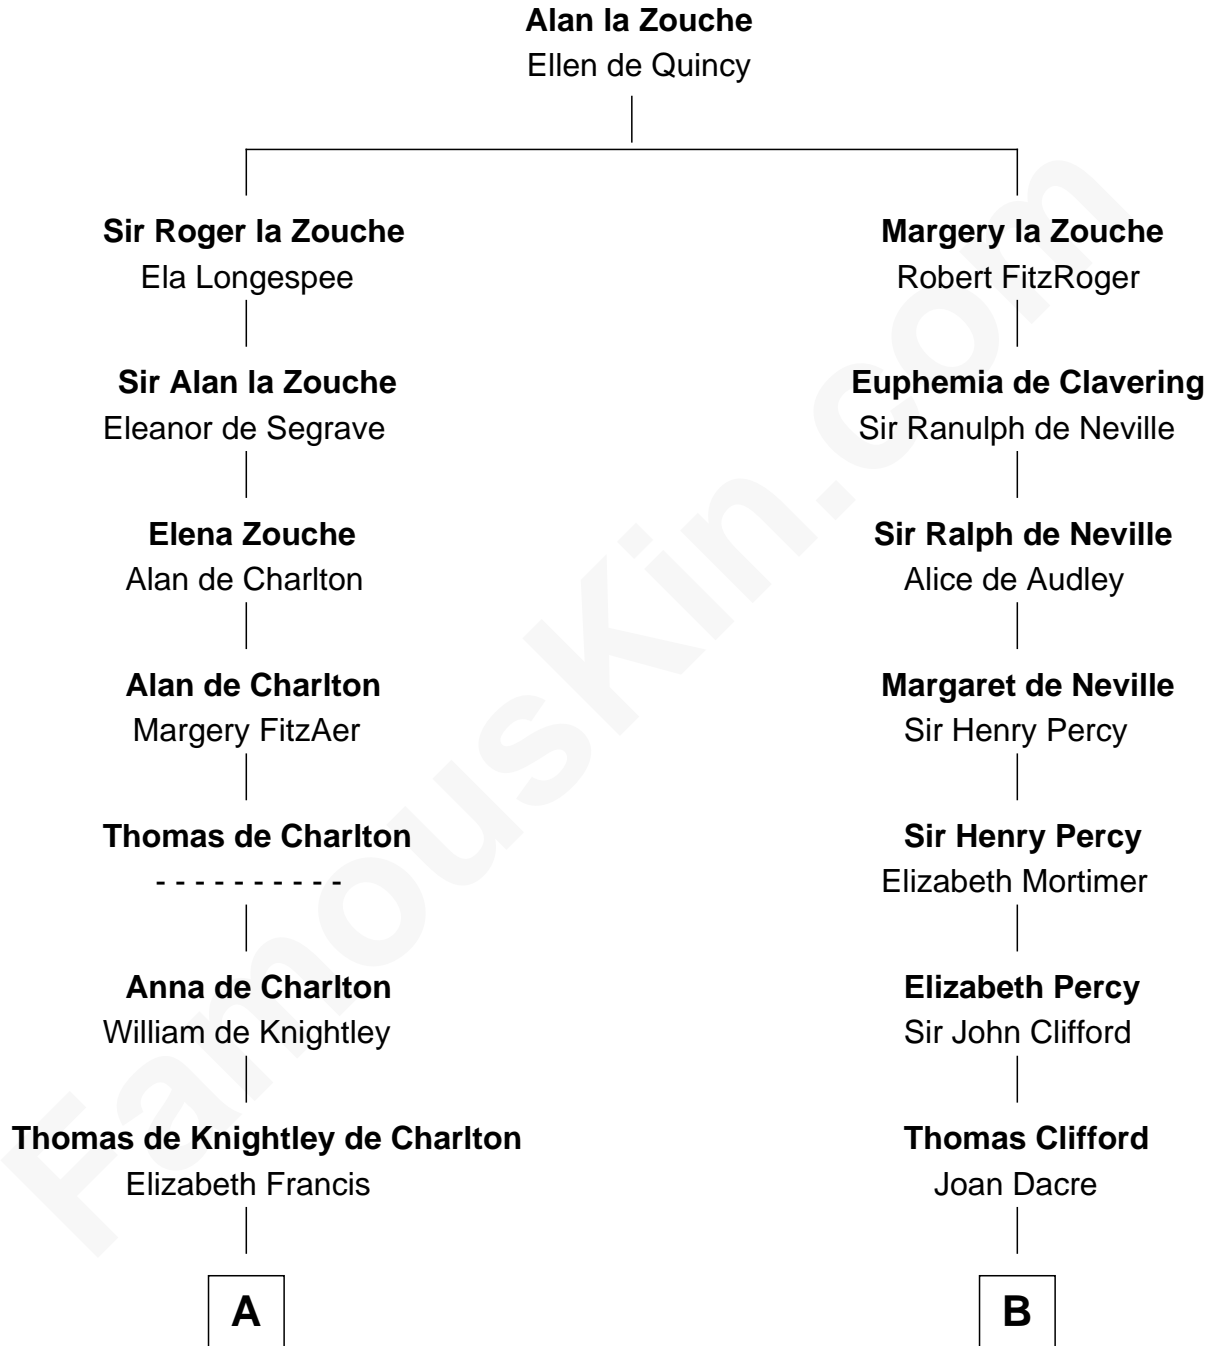 Alan la Zouche
Ellen de Quincy
Sir Roger la Zouche
Ela Longespee
Margery la Zouche
Robert FitzRoger
Sir Alan la Zouche
Eleanor de Segrave
Euphemia de Clavering
Sir Ranulph de Neville
Elena Zouche
Alan de Charlton
Sir Ralph de Neville
Alice de Audley
Alan de Charlton
Margery FitzAer
Margaret de Neville
Sir Henry Percy
Thomas de Charlton
- - - - - - - - - -
Sir Henry Percy
Elizabeth Mortimer
Anna de Charlton
William de Knightley
Elizabeth Percy
Sir John Clifford
Thomas de Knightley de Charlton
Elizabeth Francis
Thomas Clifford
Joan Dacre
A
B
FamousKin.com